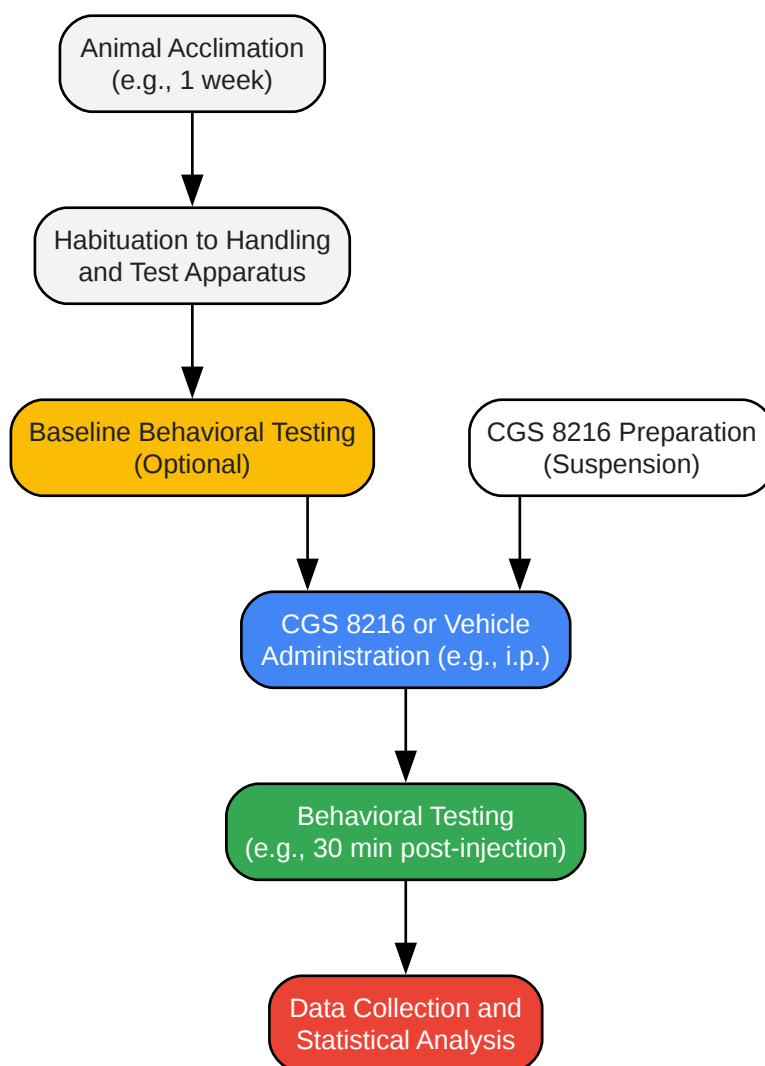 Animal Acclimation
(e.g., 1 week)
Habituation to Handling
and Test Apparatus
Baseline Behavioral Testing
(Optional)
CGS 8216 Preparation
(Suspension)
CGS 8216 or Vehicle
Administration (e.g., i.p.)
Behavioral Testing
(e.g., 30 min post-injection)
Data Collection and
Statistical Analysis